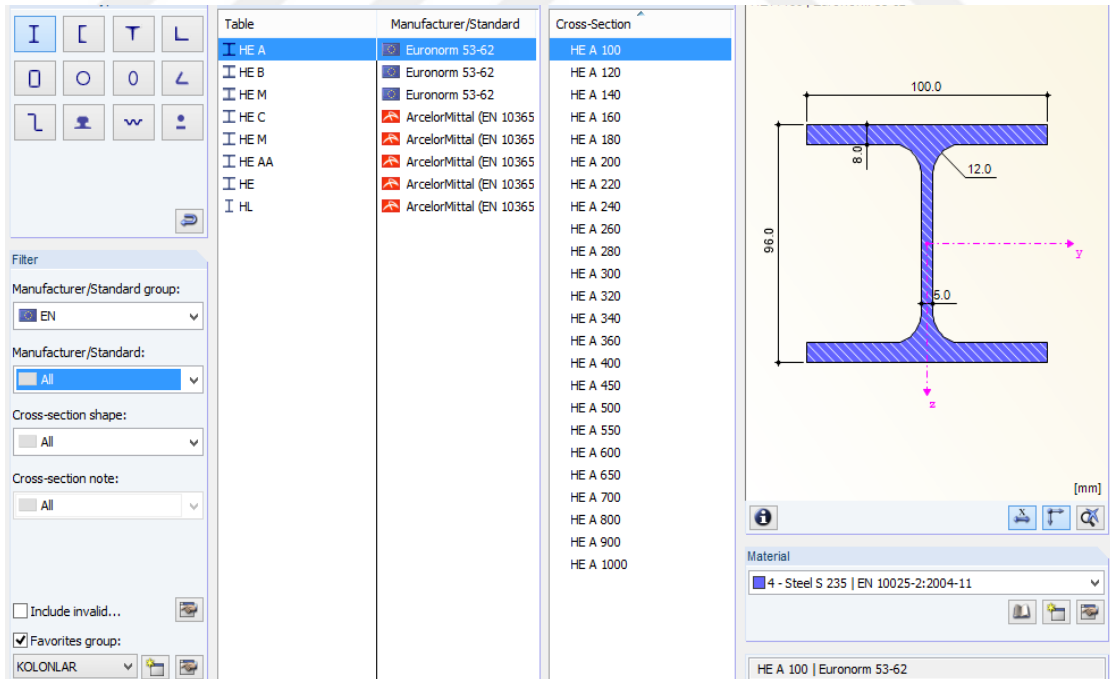 Filter
Manufacturer/Standard group:
EN
Manufacturer/Standard:
All
Cross-section shape:
All
Cross-section note:
All
Include invalid...
Favorites group:
KOLONLAR
Table Manufacturer/Standard
HE A Euronorm 53-62
HE B Euronorm 53-62
HE M Euronorm 53-62
HE C ArcelorMittal (EN 10365
HE M ArcelorMittal (EN 10365
HE AA ArcelorMittal (EN 10365
HE ArcelorMittal (EN 10365
HL ArcelorMittal (EN 10365
Cross-Section
HE A 100
HE A 120
HE A 140
HE A 160
HE A 180
HE A 200
HE A 220
HE A 240
HE A 260
HE A 280
HE A 300
HE A 320
HE A 340
HE A 360
HE A 400
HE A 450
HE A 500
HE A 550
HE A 600
HE A 650
HE A 700
HE A 800
HE A 900
HE A 1000
100.0
8.0
12.0
96.0
y
5.0
z
[mm]
Material
4 - Steel S 235 | EN 10025-2:2004-11
HE A 100 | Euronorm 53-62